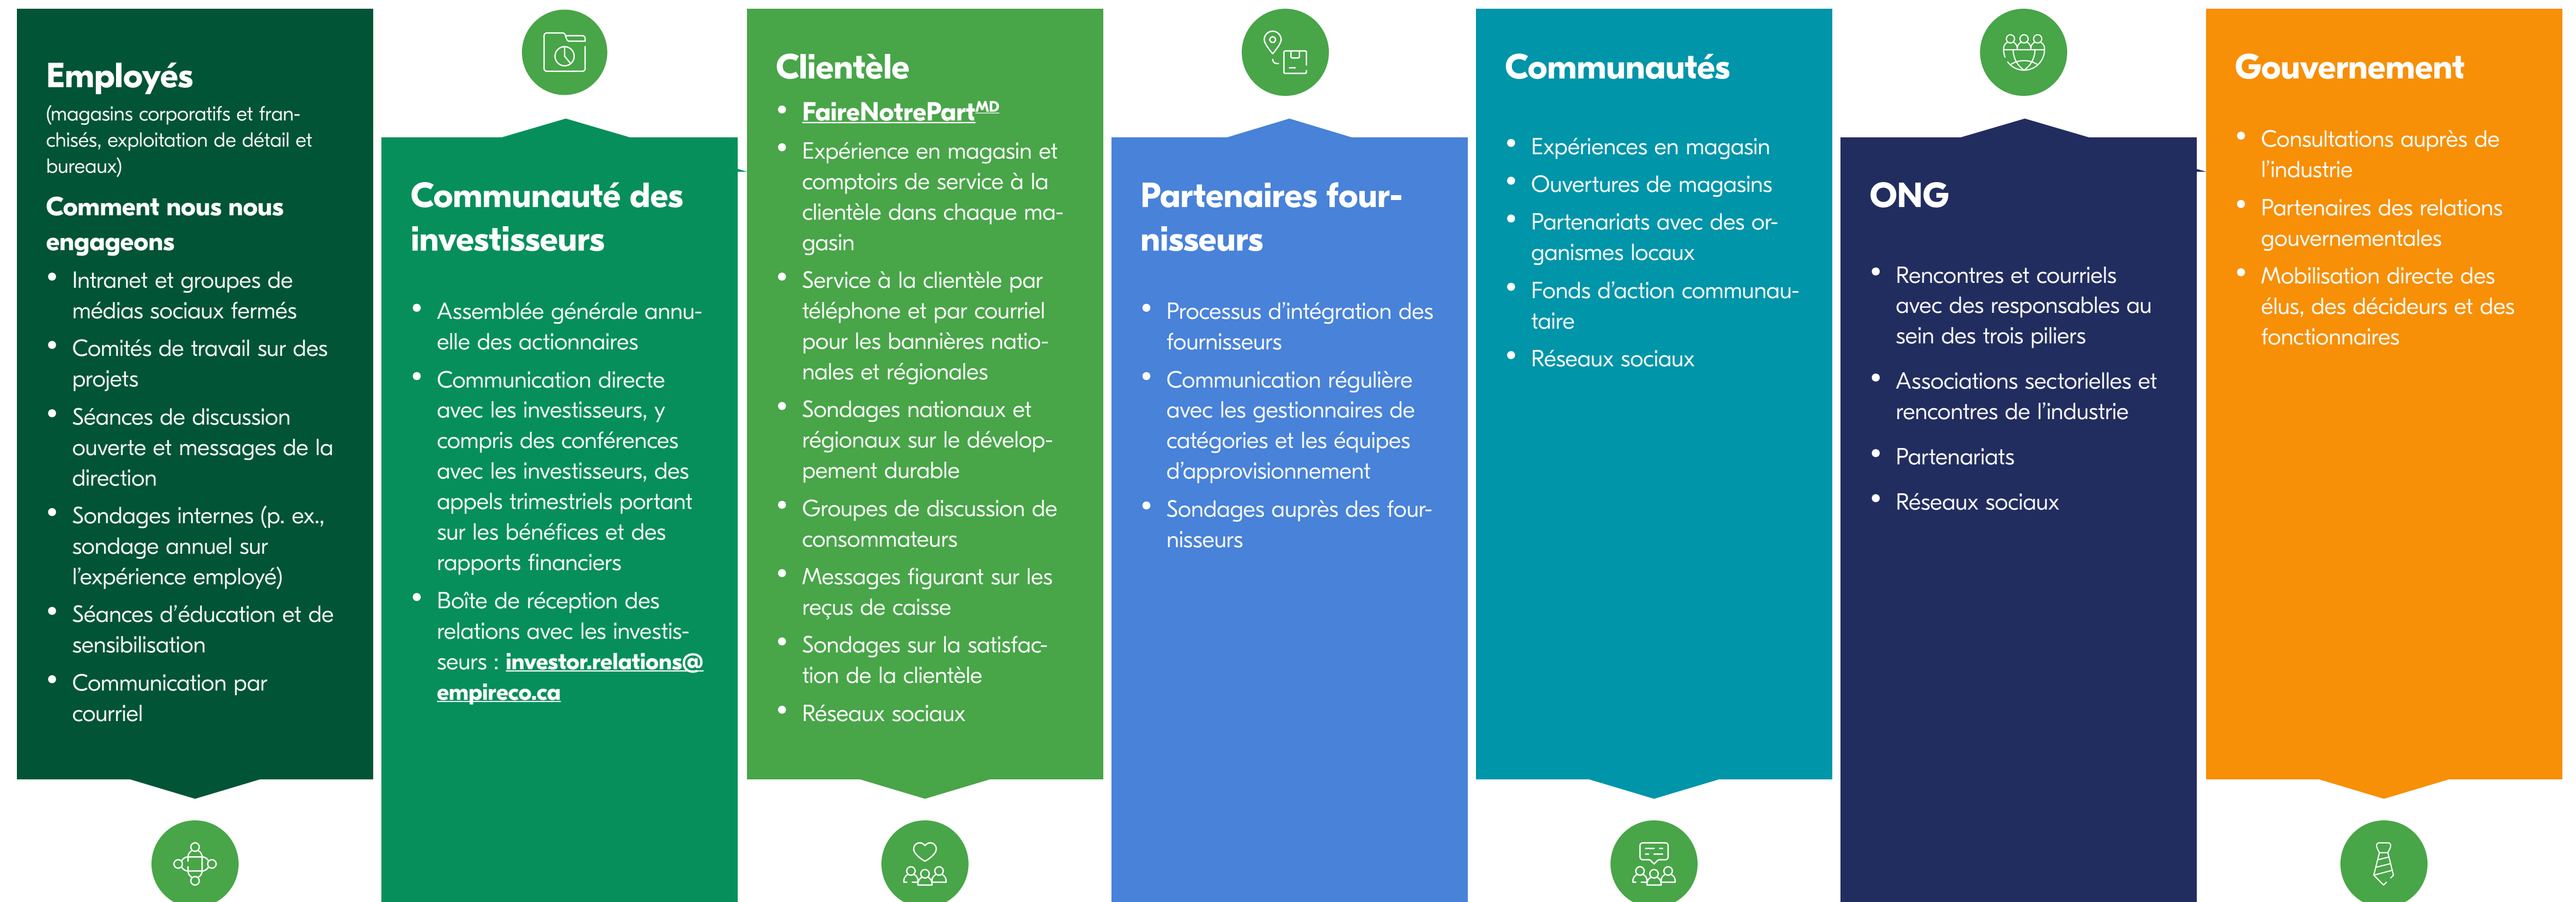 Employés
(magasins corporatifs et fran-
chisés, exploitation de détail et
bureaux)
Comment nous nous
engageons
• Intranet et groupes de
médias sociaux fermés
• Comités de travail sur des
projets
• Séances de discussion
ouverte et messages de la
direction
• Sondages internes (p. ex.,
sondage annuel sur
l’expérience employé)
• Séances d’éducation et de
sensibilisation
• Communication par
courriel
Communauté des
investisseurs
• Assemblée générale annu-
elle des actionnaires
• Communication directe
avec les investisseurs, y
compris des conférences
avec les investisseurs, des
appels trimestriels portant
sur les bénéfices et des
rapports financiers
• Boîte de réception des
relations avec les investis-
seurs : investor.relations@
empireco.ca
Clientèle
• FaireNotrePartMD
• Expérience en magasin et
comptoirs de service à la
clientèle dans chaque ma-
gasin
• Service à la clientèle par
téléphone et par courriel
pour les bannières natio-
nales et régionales
• Sondages nationaux et
régionaux sur le dévelop-
pement durable
• Groupes de discussion de
consommateurs
• Messages figurant sur les
reçus de caisse
• Sondages sur la satisfac-
tion de la clientèle
• Réseaux sociaux
Partenaires four-
nisseurs
• Processus d’intégration des
fournisseurs
• Communication régulière
avec les gestionnaires de
catégories et les équipes
d’approvisionnement
• Sondages auprès des four-
nisseurs
Communautés
• Expériences en magasin
• Ouvertures de magasins
• Partenariats avec des or-
ganismes locaux
• Fonds d’action communau-
taire
• Réseaux sociaux
ONG
• Rencontres et courriels
avec des responsables au
sein des trois piliers
• Associations sectorielles et
rencontres de l’industrie
• Partenariats
• Réseaux sociaux
Gouvernement
• Consultations auprès de
l’industrie
• Partenaires des relations
gouvernementales
• Mobilisation directe des
élus, des décideurs et des
fonctionnaires